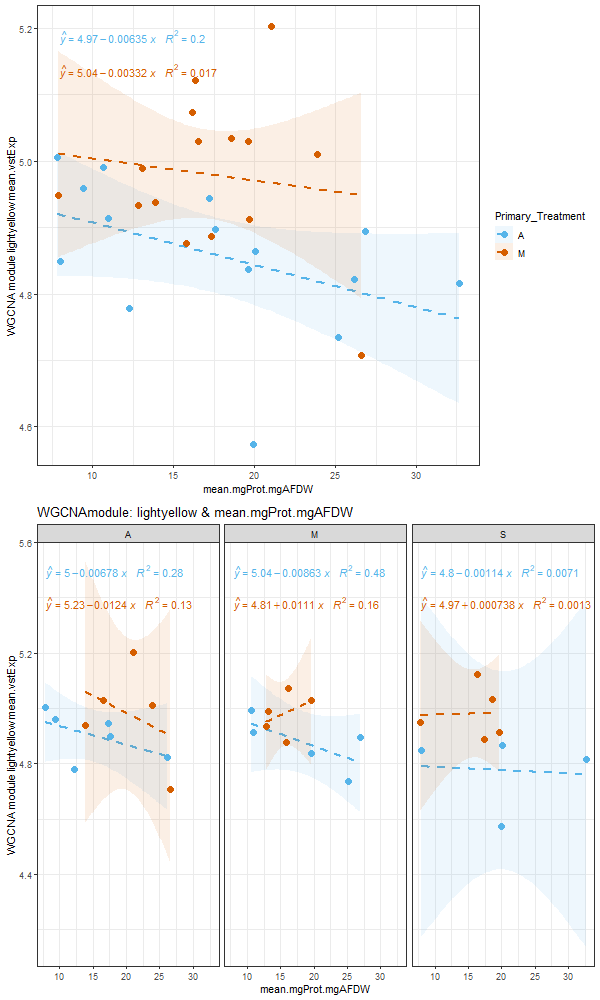 ŷ = 4.97 − 0.00635 x R² = 0.2
ŷ = 5.04 − 0.00332 x R² = 0.017
5.2
5.0
4.8
4.6
WGCNA module lightyellowmean.vstExp
10 15 20 25 30
mean.mgProt.mgAFDW
Primary_Treatment
A
M
WGCNAmodule: lightyellow & mean.mgProt.mgAFDW
A M S
ŷ = 5 − 0.00678 x R² = 0.28 ŷ = 5.04 − 0.00863 x R² = 0.48 ŷ = 4.8 − 0.00114 x R² = 0.0071
ŷ = 5.23 − 0.0124 x R² = 0.13 ŷ = 4.81 + 0.0111 x R² = 0.16 ŷ = 4.97 + 0.000738 x R² = 0.0013
5.6
5.2
4.8
4.4
WGCNA module lightyellowmean.vstExp
10 15 20 25 30 10 15 20 25 30 10 15 20 25 30
mean.mgProt.mgAFDW